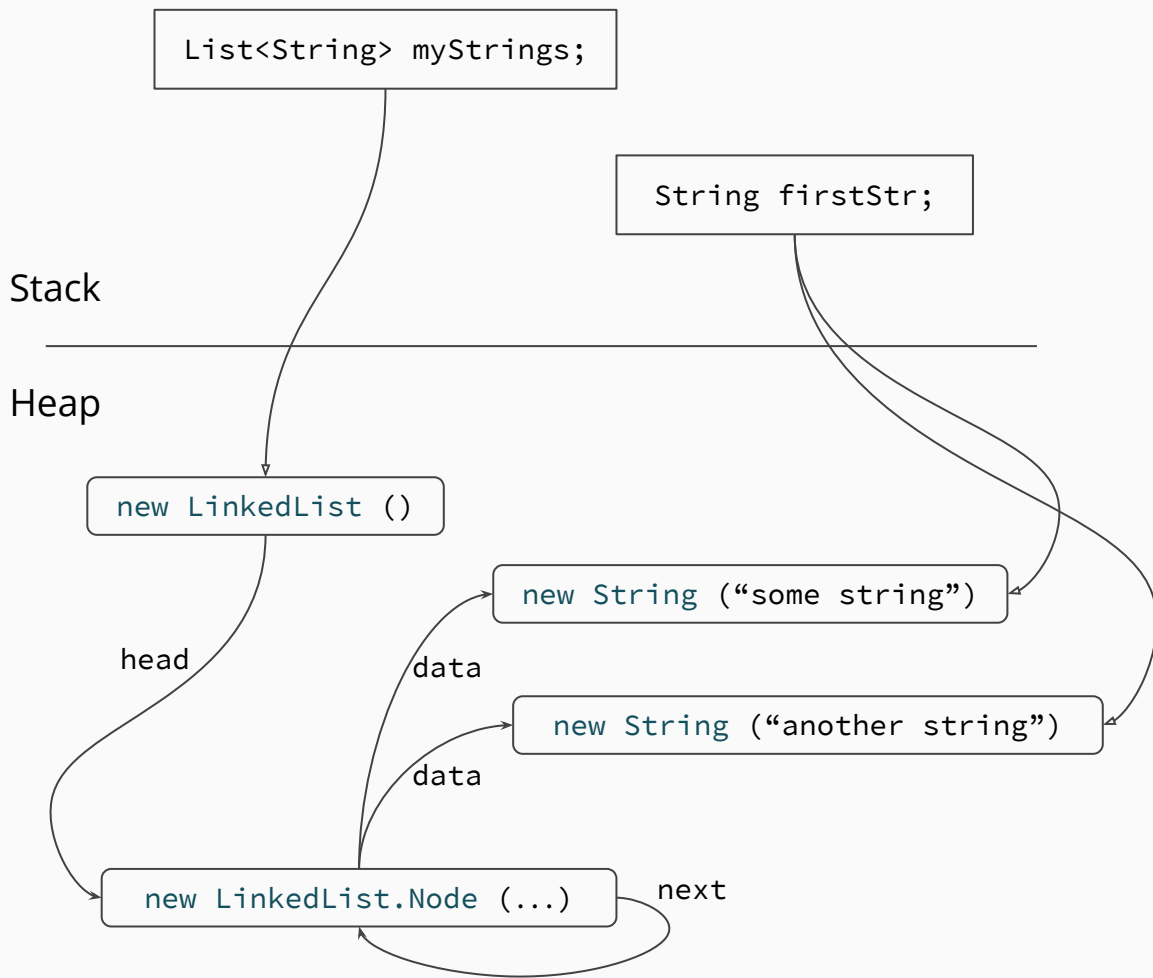 List<String> myStrings;
String firstStr;
Stack
Heap
new LinkedList ()
new String (“some string”)
head
data
new String (“another string”)
data
new LinkedList.Node (...)
next